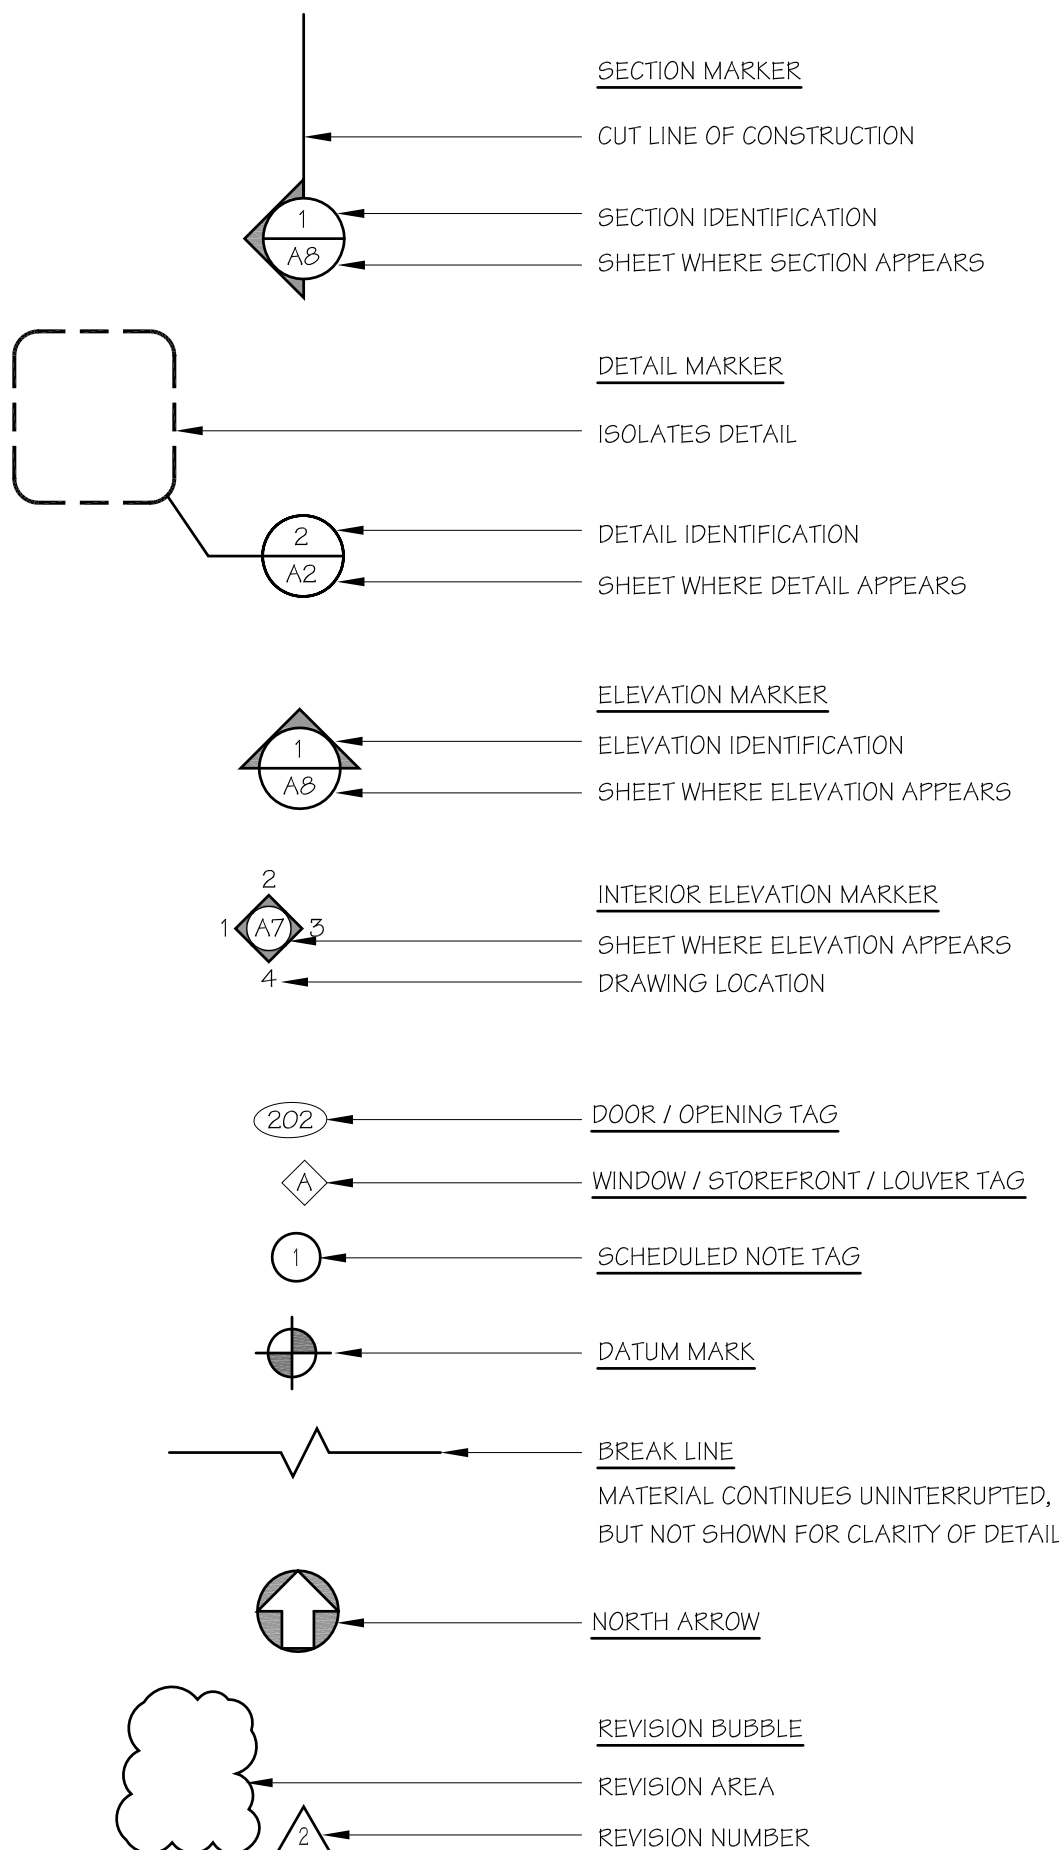 SECTION MARKER
CUT LINE OF CONSTRUCTION
1
SECTION IDENTIFICATION
A8
SHEET WHERE SECTION APPEARS
DETAIL MARKER
ISOLATES DETAIL
2
DETAIL IDENTIFICATION
A2
SHEET WHERE DETAIL APPEARS
ELEVATION MARKER
1
ELEVATION IDENTIFICATION
A8
SHEET WHERE ELEVATION APPEARS
2
INTERIOR ELEVATION MARKER
1 A7 3
SHEET WHERE ELEVATION APPEARS
4
DRAWING LOCATION
202
DOOR / OPENING TAG
A
WINDOW / STOREFRONT / LOUVER TAG
1
SCHEDULED NOTE TAG
DATUM MARK
BREAK LINE
MATERIAL CONTINUES UNINTERRUPTED,
BUT NOT SHOWN FOR CLARITY OF DETAIL
NORTH ARROW
REVISION BUBBLE
REVISION AREA
2
REVISION NUMBER